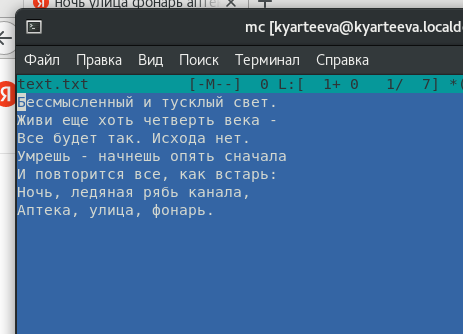 ночь улица фонарь апте
mc [kyarteeva@kyarteeva.locald
Файл Правка Вид Поиск Терминал Справка
text.txt [-M--] 0 L:[ 1+ 0 1/ 7] *(
Бессмысленный и тусклый свет.
Живи еще хоть четверть века -
Все будет так. Исхода нет.
Умрешь - начнешь опять сначала
И повторится все, как встарь:
Ночь, ледяная рябь канала,
Аптека, улица, фонарь.